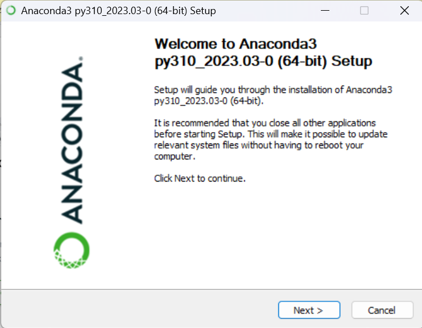 Anaconda3 py310_2023.03-0 (64-bit) Setup
Welcome to Anaconda3
py310_2023.03-0 (64-bit) Setup
Setup will guide you through the installation of Anaconda3
py310_2023.03-0 (64-bit).
It is recommended that you close all other applications
before starting Setup. This will make it possible to update
relevant system files without having to reboot your
computer.
Click Next to continue.
ANACONDA.
Next >
Cancel